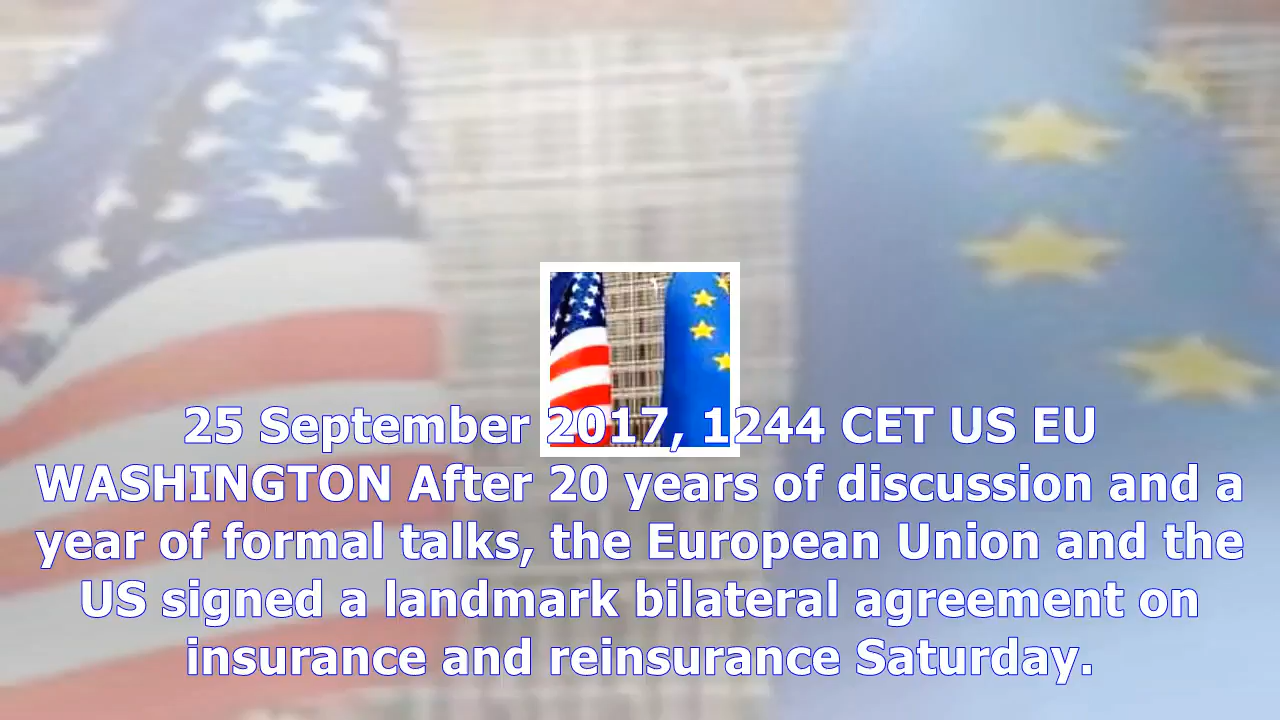 25 September 2017, 1244 CET US EU
WASHINGTON After 20 years of discussion and a
year of formal talks, the European Union and the
US signed a landmark bilateral agreement on
insurance and reinsurance Saturday.